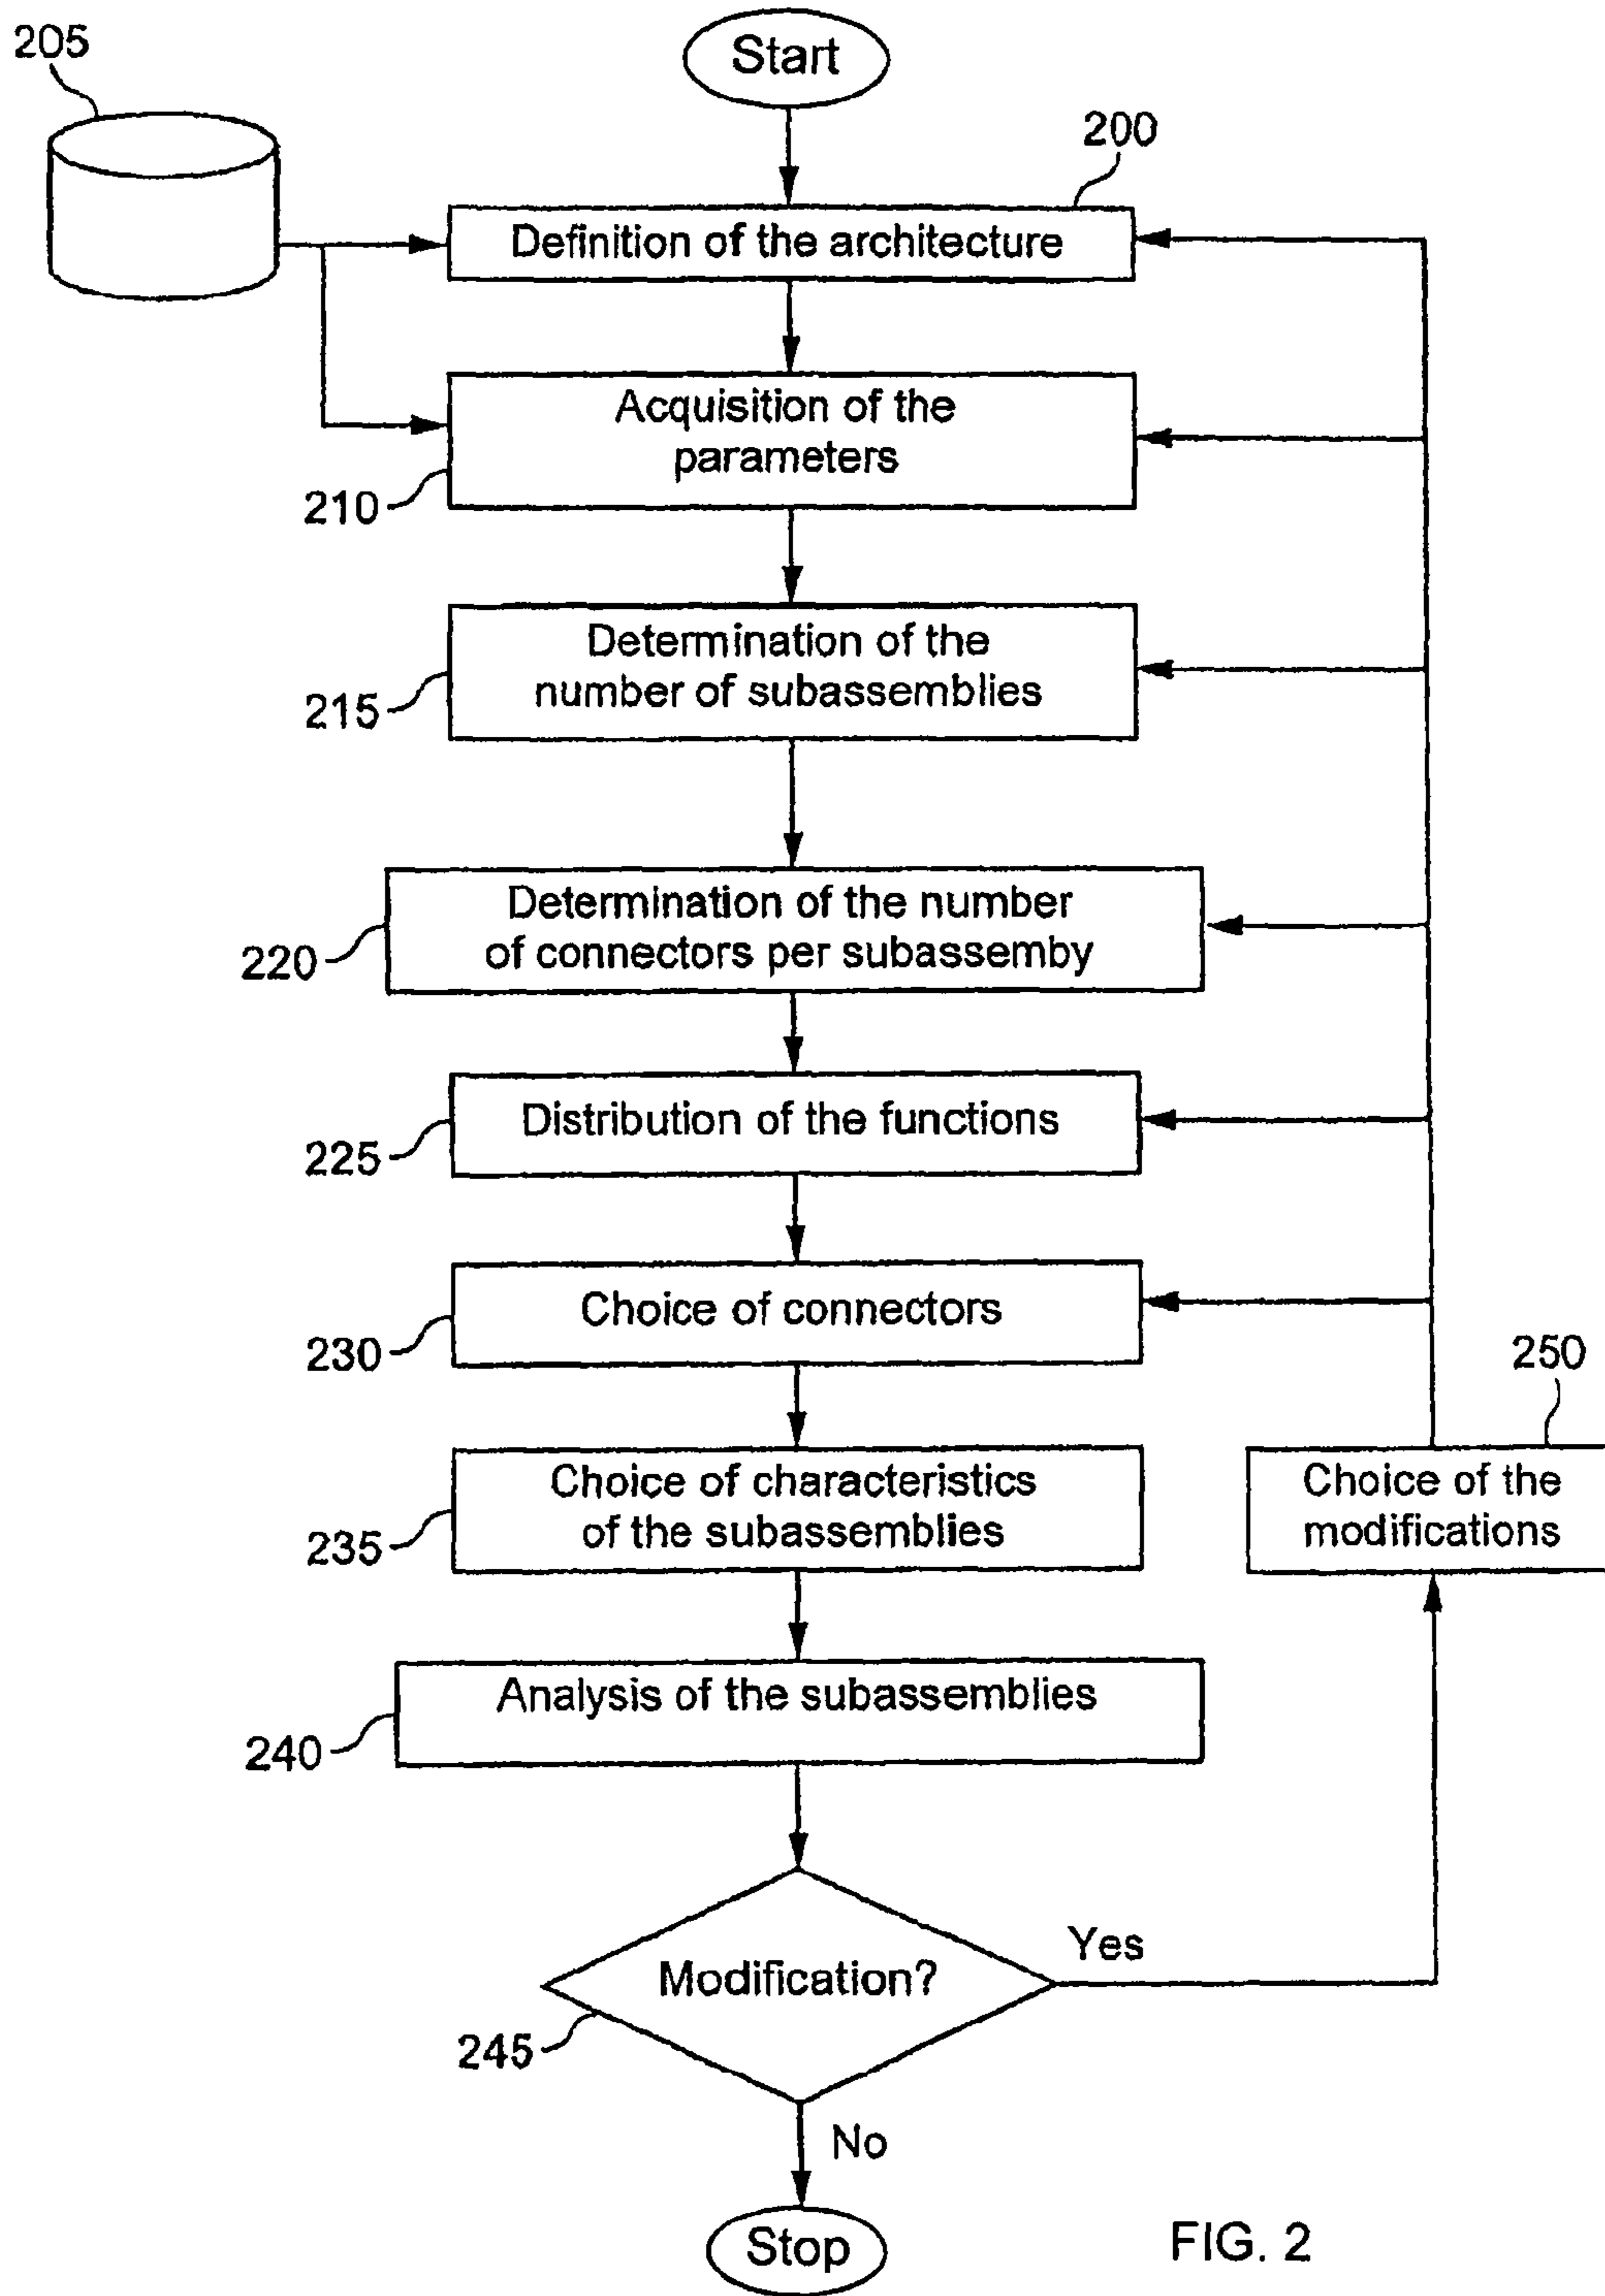 205
Start
200
Definition of the architecture
Acquisition of the
parameters
210
Determination of the
number of subassemblies
215
Determination of the number
of connectors per subassemby
220
Distribution of the functions
225
Choice of connectors
230
250
Choice of characteristics
of the subassemblies
235
Choice of the
modifications
Analysis of the subassemblies
240
Yes
Modification?
245
No
Stop
FIG. 2